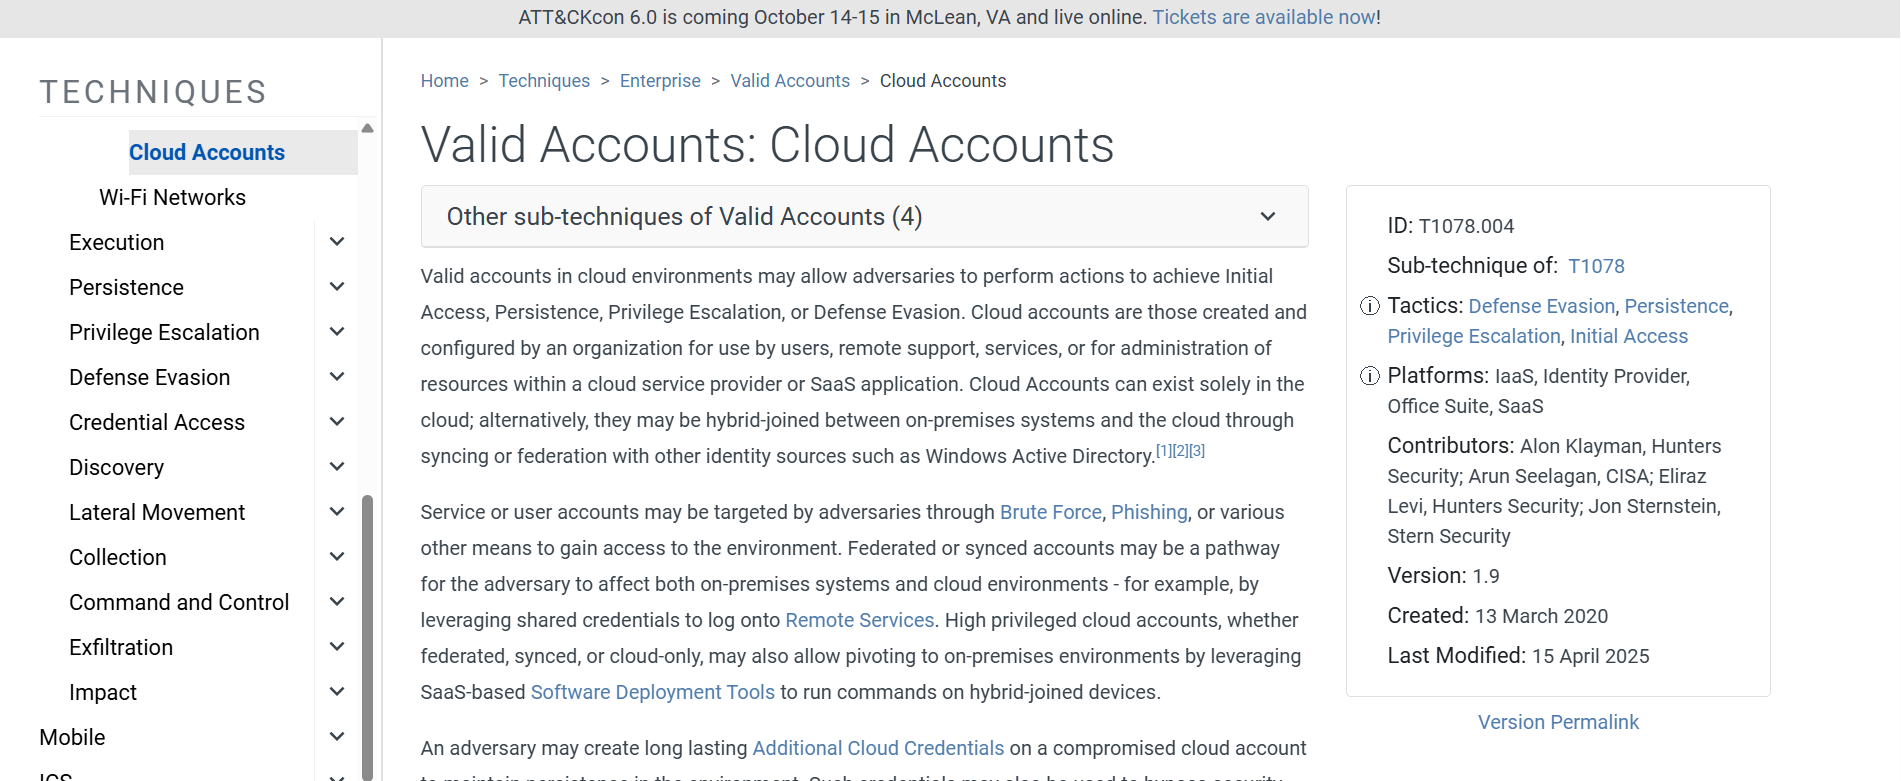 ATT&CKcon 6.0 is coming October 14-15 in McLean, VA and live online. Tickets are available now!
TECHNIQUES
Cloud Accounts
Wi-Fi Networks
Execution
Persistence
Privilege Escalation
Defense Evasion
Credential Access
Discovery
Lateral Movement
Collection
Command and Control
Exfiltration
Impact
Mobile
ICS
Home > Techniques > Enterprise > Valid Accounts > Cloud Accounts
Valid Accounts: Cloud Accounts
Other sub-techniques of Valid Accounts (4)
Valid accounts in cloud environments may allow adversaries to perform actions to achieve Initial
Access, Persistence, Privilege Escalation, or Defense Evasion. Cloud accounts are those created and
configured by an organization for use by users, remote support, services, or for administration of
resources within a cloud service provider or SaaS application. Cloud Accounts can exist solely in the
cloud; alternatively, they may be hybrid-joined between on-premises systems and the cloud through
syncing or federation with other identity sources such as Windows Active Directory.[1][2][3]
Service or user accounts may be targeted by adversaries through Brute Force, Phishing, or various
other means to gain access to the environment. Federated or synced accounts may be a pathway
for the adversary to affect both on-premises systems and cloud environments - for example, by
leveraging shared credentials to log onto Remote Services. High privileged cloud accounts, whether
federated, synced, or cloud-only, may also allow pivoting to on-premises environments by leveraging
SaaS-based Software Deployment Tools to run commands on hybrid-joined devices.
An adversary may create long lasting Additional Cloud Credentials on a compromised cloud account
to maintain persistence in the environment. Such credentials may also be used to bypass security
ID: T1078.004
Sub-technique of: T1078
Tactics: Defense Evasion, Persistence,
Privilege Escalation, Initial Access
Platforms: IaaS, Identity Provider,
Office Suite, SaaS
Contributors: Alon Klayman, Hunters
Security; Arun Seelagan, CISA; Eliraz
Levi, Hunters Security; Jon Sternstein,
Stern Security
Version: 1.9
Created: 13 March 2020
Last Modified: 15 April 2025
Version Permalink